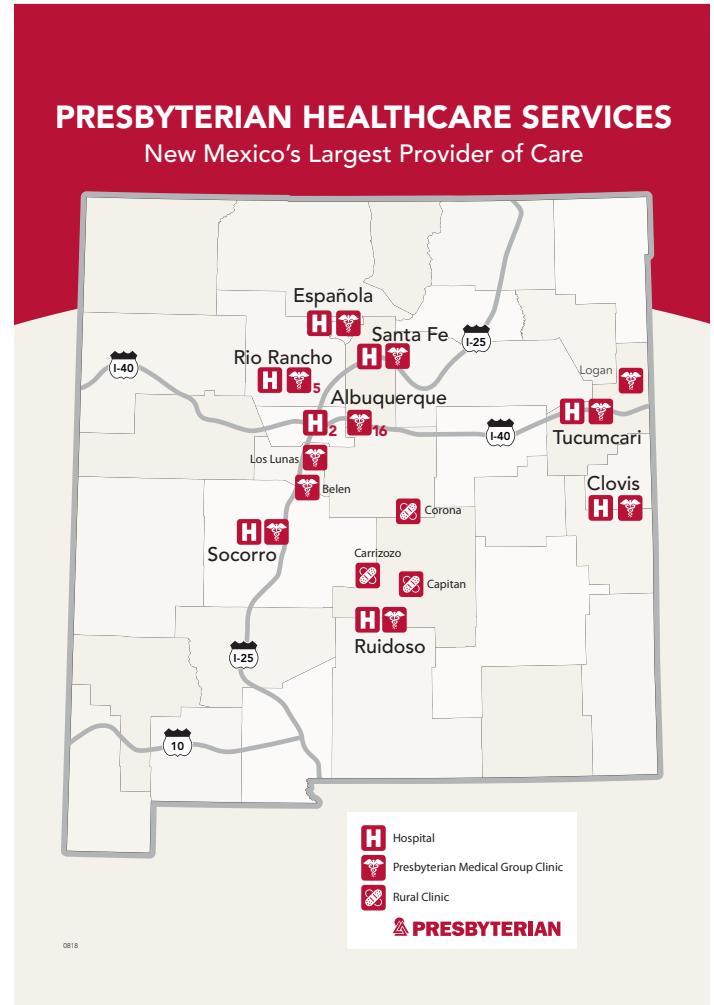 PRESBYTERIAN HEALTHCARE SERVICES
New Mexico's Largest Provider of Care
Española
H
Santa Fe
H
I-25
Rio Rancho
H
5
I-40
Logan
Albuquerque
H
2
16
H
Tucumcari
I-40
Los Lunas
Belen
Clovis
H
Corona
H
Socorro
Carrizozo
Capitan
H
Ruidoso
I-25
10
H Hospital
Presbyterian Medical Group Clinic
Rural Clinic
PRESBYTERIAN
0818